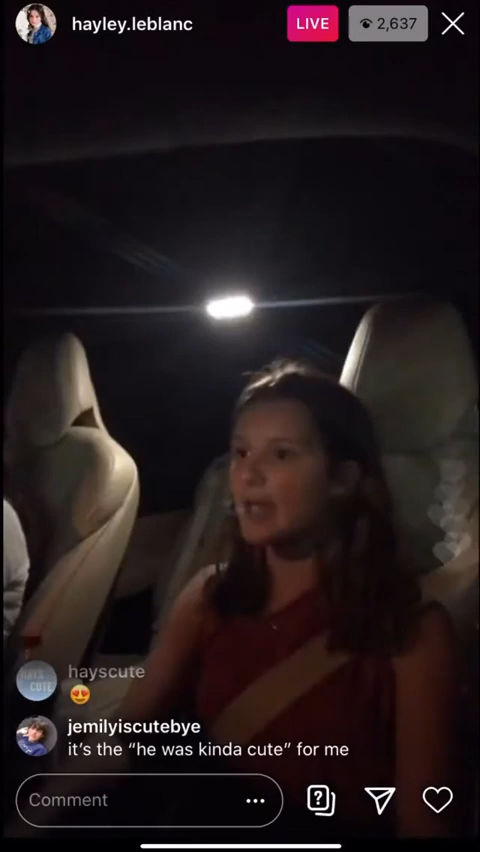 hayley.leblanc
LIVE
2,637
hayscute
😍
jemilyiscutebye
it’s the “he was kinda cute” for me
Comment